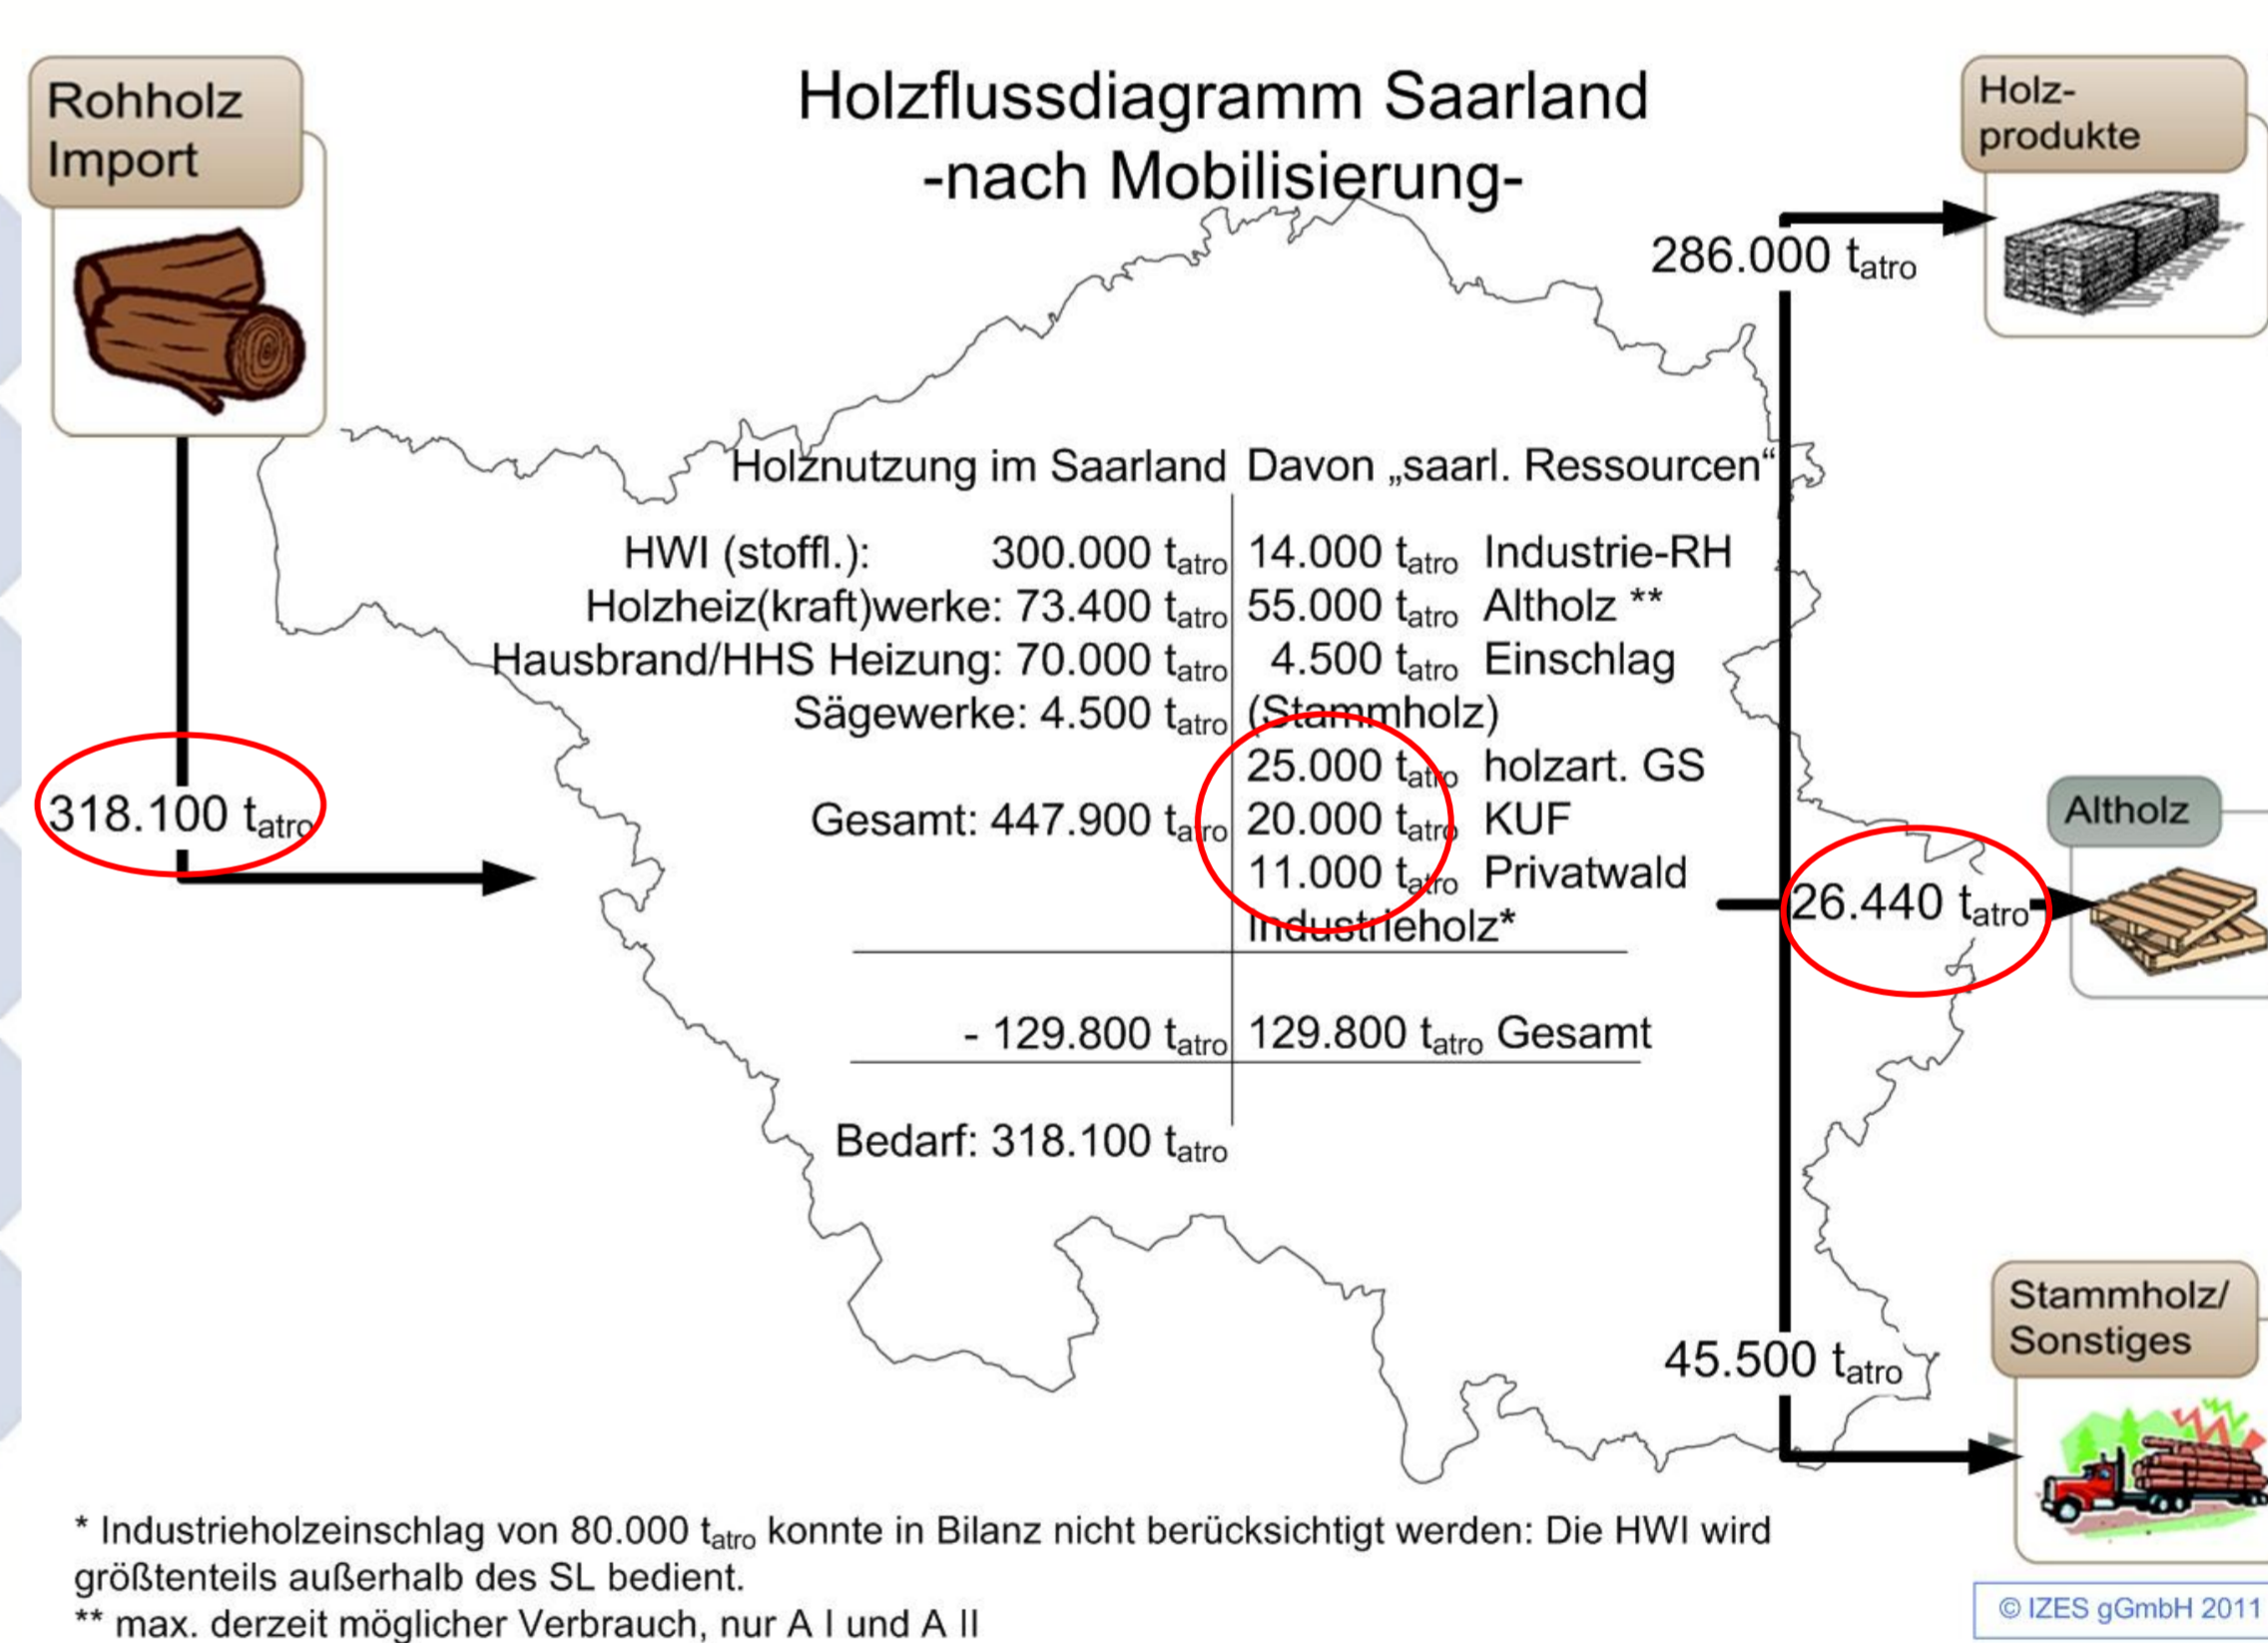 Rohholz
Import
Holzflussdiagramm Saarland
-nach Mobilisierung-
Holz-
produkte
286.000 tatro
Holznutzung im Saarland Davon „saarl. Ressourcen“
HWI (stoffl.): 300.000 tatro 14.000 tatro Industrie-RH
Holzheiz(kraft)werke: 73.400 tatro 55.000 tatro Altholz **
Hausbrand/HHS Heizung: 70.000 tatro 4.500 tatro Einschlag
Sägewerke: 4.500 tatro (Stammholz)
25.000 tatro holzart. GS
318.100 tatro
Gesamt: 447.900 tatro 20.000 tatro KUF
Altholz
11.000 tatro Privatwald
26.440 tatro
Industrieholz*
- 129.800 tatro 129.800 tatro Gesamt
Bedarf: 318.100 tatro
Stammholz/
Sonstiges
45.500 tatro
* Industrieholzeinschlag von 80.000 tatro konnte in Bilanz nicht berücksichtigt werden: Die HWI wird
größtenteils außerhalb des SL bedient.
** max. derzeit möglicher Verbrauch, nur A I und A II
© IZES gGmbH 2011